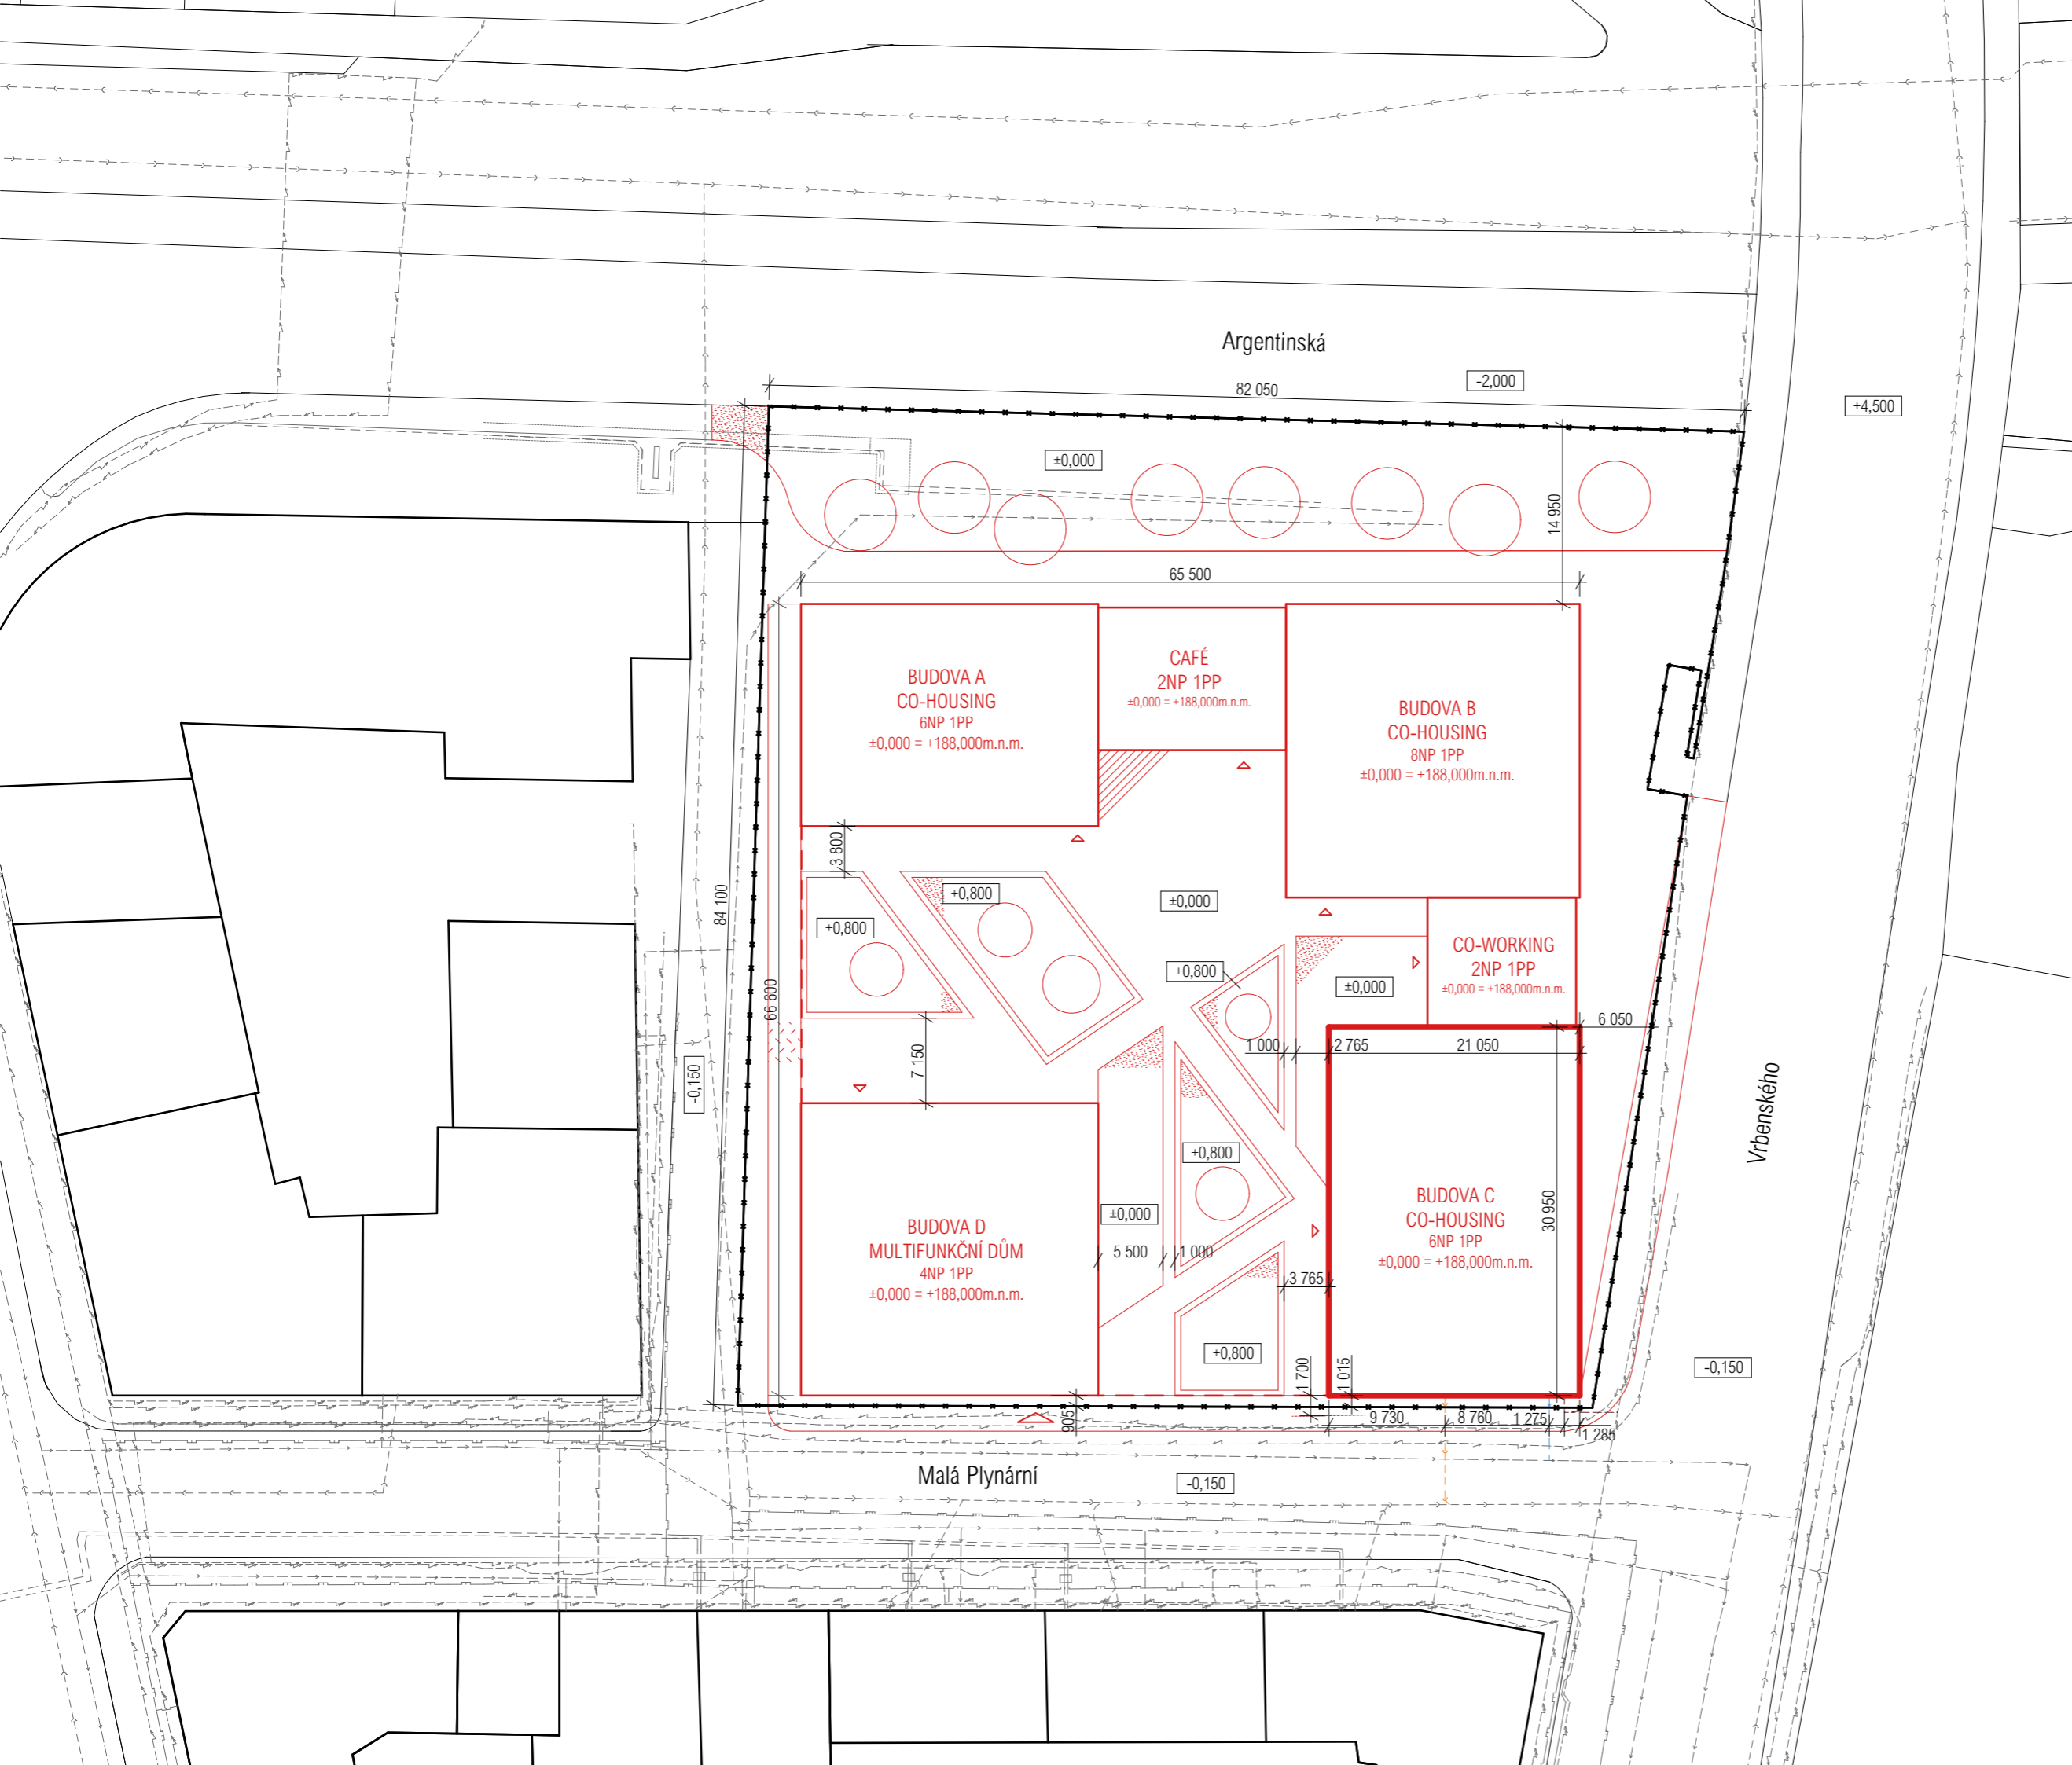 Argentinská
-2,000
82 050
+4,500
±0,000
14 950
65 500
BUDOVA A
CO-HOUSING
6NP 1PP
±0,000 = +188,000m.n.m.
CAFÉ
2NP 1PP
±0,000 = +188,000m.n.m.
BUDOVA B
CO-HOUSING
8NP 1PP
±0,000 = +188,000m.n.m.
3 800
84 100
+0,800
+0,800
±0,000
CO-WORKING
2NP 1PP
±0,000 = +188,000m.n.m.
+0,800
±0,000
66 600
6 050
1 000
2 765
21 050
7 150
-0,150
Vrbenského
+0,800
±0,000
30 950
BUDOVA C
CO-HOUSING
6NP 1PP
±0,000 = +188,000m.n.m.
BUDOVA D
MULTIFUNKČNÍ DŮM
4NP 1PP
±0,000 = +188,000m.n.m.
5 500
1 000
3 765
+0,800
1 700
1 015
-0,150
905
9 730
8 760
1 275
1 285
Malá Plynární
-0,150